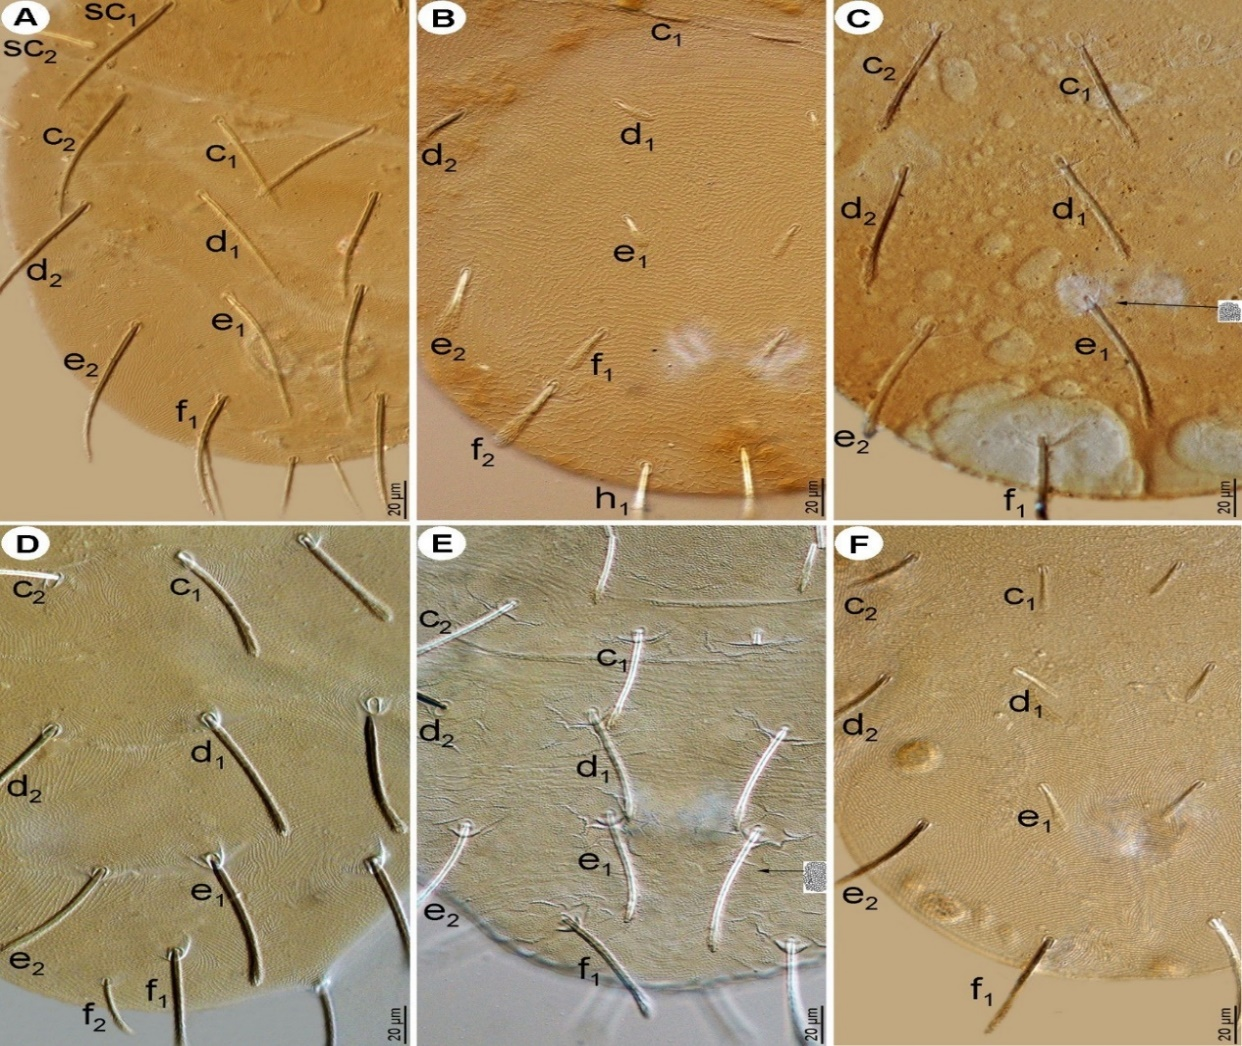 A
sc₁
sc₂
c₂
c₁
d₁
d₂
e₁
e₂
f₁
20 µm
B
c₁
d₁
d₂
e₁
e₂
f₁
f₂
h₁
20 µm
C
c₂
c₁
d₂
d₁
e₁
e₂
f₁
20 µm
D
c₂
c₁
d₁
d₂
e₁
e₂
f₁
f₂
20 µm
E
c₂
c₁
d₂
d₁
e₁
e₂
f₁
20 µm
F
c₂
c₁
d₁
d₂
e₁
e₂
f₁
20 µm